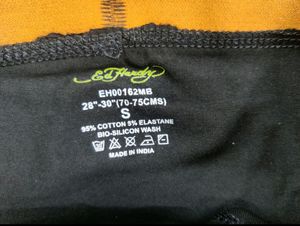 Ed Hardy
EH00162MB
28"-30"(70-75CMS)
S
95% COTTON 5% ELASTANE
BIO-SILICON WASH
MADE IN INDIA